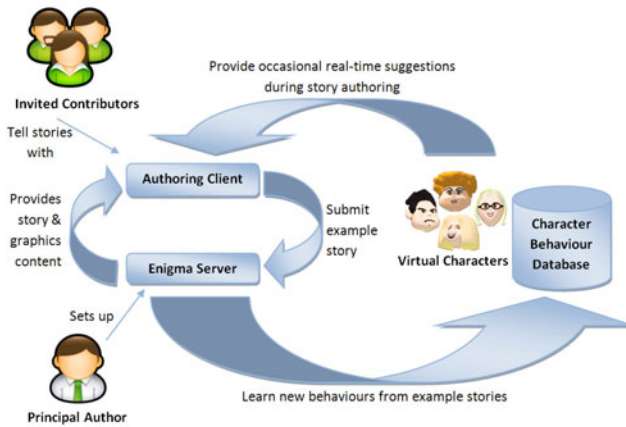 Provide occasional real-time suggestions
during story authoring
Invited Contributors
Tell stories
with
Authoring Client
Provides
story &
graphics
content
Submit
example
story
Virtual Characters
Character
Behaviour
Database
Enigma Server
Sets up
Principal Author
Learn new behaviours from example stories